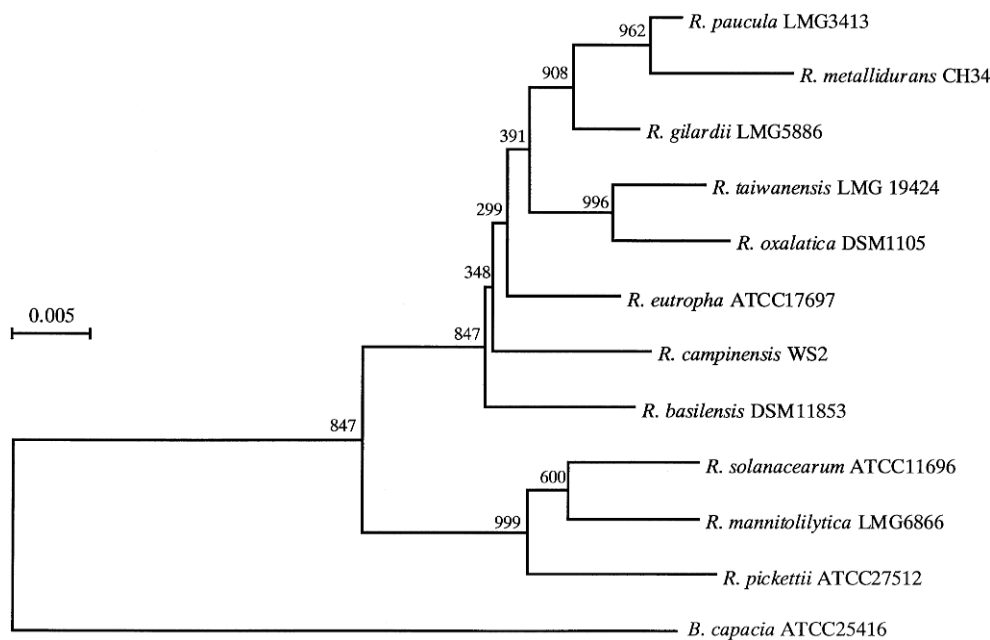 962
R. paucula LMG3413
R. metallidurans CH34
908
R. gilardii LMG5886
391
R. taiwanensis LMG 19424
996
R. oxalatica DSM1105
299
348
R. eutropha ATCC17697
0.005
847
R. campinensis WS2
R. basilensis DSM11853
847
R. solanacearum ATCC11696
600
R. mannitolilytica LMG6866
999
R. pickettii ATCC27512
B. capacia ATCC25416